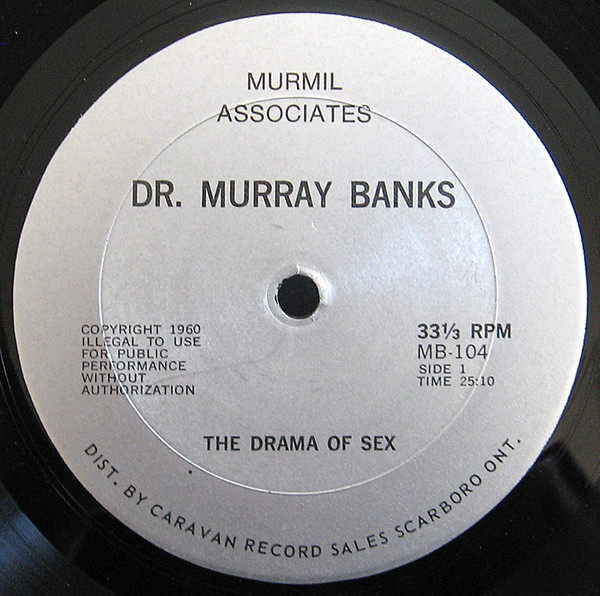 MURMIL
ASSOCIATES
DR. MURRAY BANKS
COPYRIGHT 1960
ILLEGAL TO USE
FOR PUBLIC
PERFORMANCE
WITHOUT
AUTHORIZATION
33⅓ RPM
MB-104
SIDE 1
TIME 25:10
THE DRAMA OF SEX
DIST. BY CARAVAN RECORD SALES SCARBORO ONT.